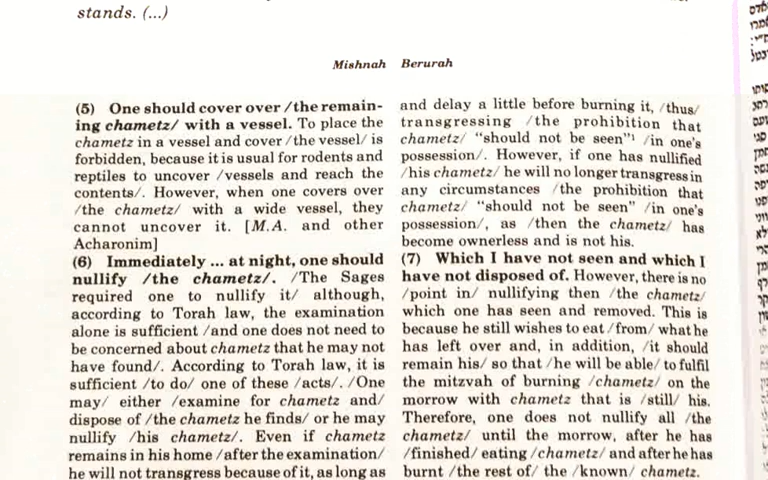 stands. (...)
Mishnah Berurah
(5) One should cover over /the remain-
ing chametz/ with a vessel. To place the
chametz in a vessel and cover /the vessel/ is
forbidden, because it is usual for rodents and
reptiles to uncover /vessels and reach the
contents/. However, when one covers over
/the chametz/ with a wide vessel, they
cannot uncover it. [M.A. and other
Acharonim]
(6) Immediately ... at night, one should
nullify /the chametz/. /The Sages
required one to nullify it/ although,
according to Torah law, the examination
alone is sufficient /and one does not need to
be concerned about chametz that he may not
have found/. According to Torah law, it is
sufficient /to do/ one of these /acts/. /One
may/ either /examine for chametz and/
dispose of /the chametz he finds/ or he may
nullify /his chametz/. Even if chametz
remains in his home /after the examination/
he will not transgress because of it, as long as
and delay a little before burning it, /thus/
transgressing /the prohibition that
chametz/ "should not be seen"¹ /in one's
possession/. However, if one has nullified
/his chametz/ he will no longer transgress in
any circumstances /the prohibition that
chametz/ "should not be seen" /in one's
possession/, as /then the chametz/ has
become ownerless and is not his.
(7) Which I have not seen and which I
have not disposed of. However, there is no
/point in/ nullifying then /the chametz/
which one has seen and removed. This is
because he still wishes to eat /from/ what he
has left over and, in addition, /it should
remain his/ so that /he will be able/ to fulfil
the mitzvah of burning /chametz/ on the
morrow with chametz that is /still/ his.
Therefore, one does not nullify all /the
chametz/ until the morrow, after he has
/finished/ eating /chametz/ and after he has
burnt /the rest of/ the /known/ chametz.